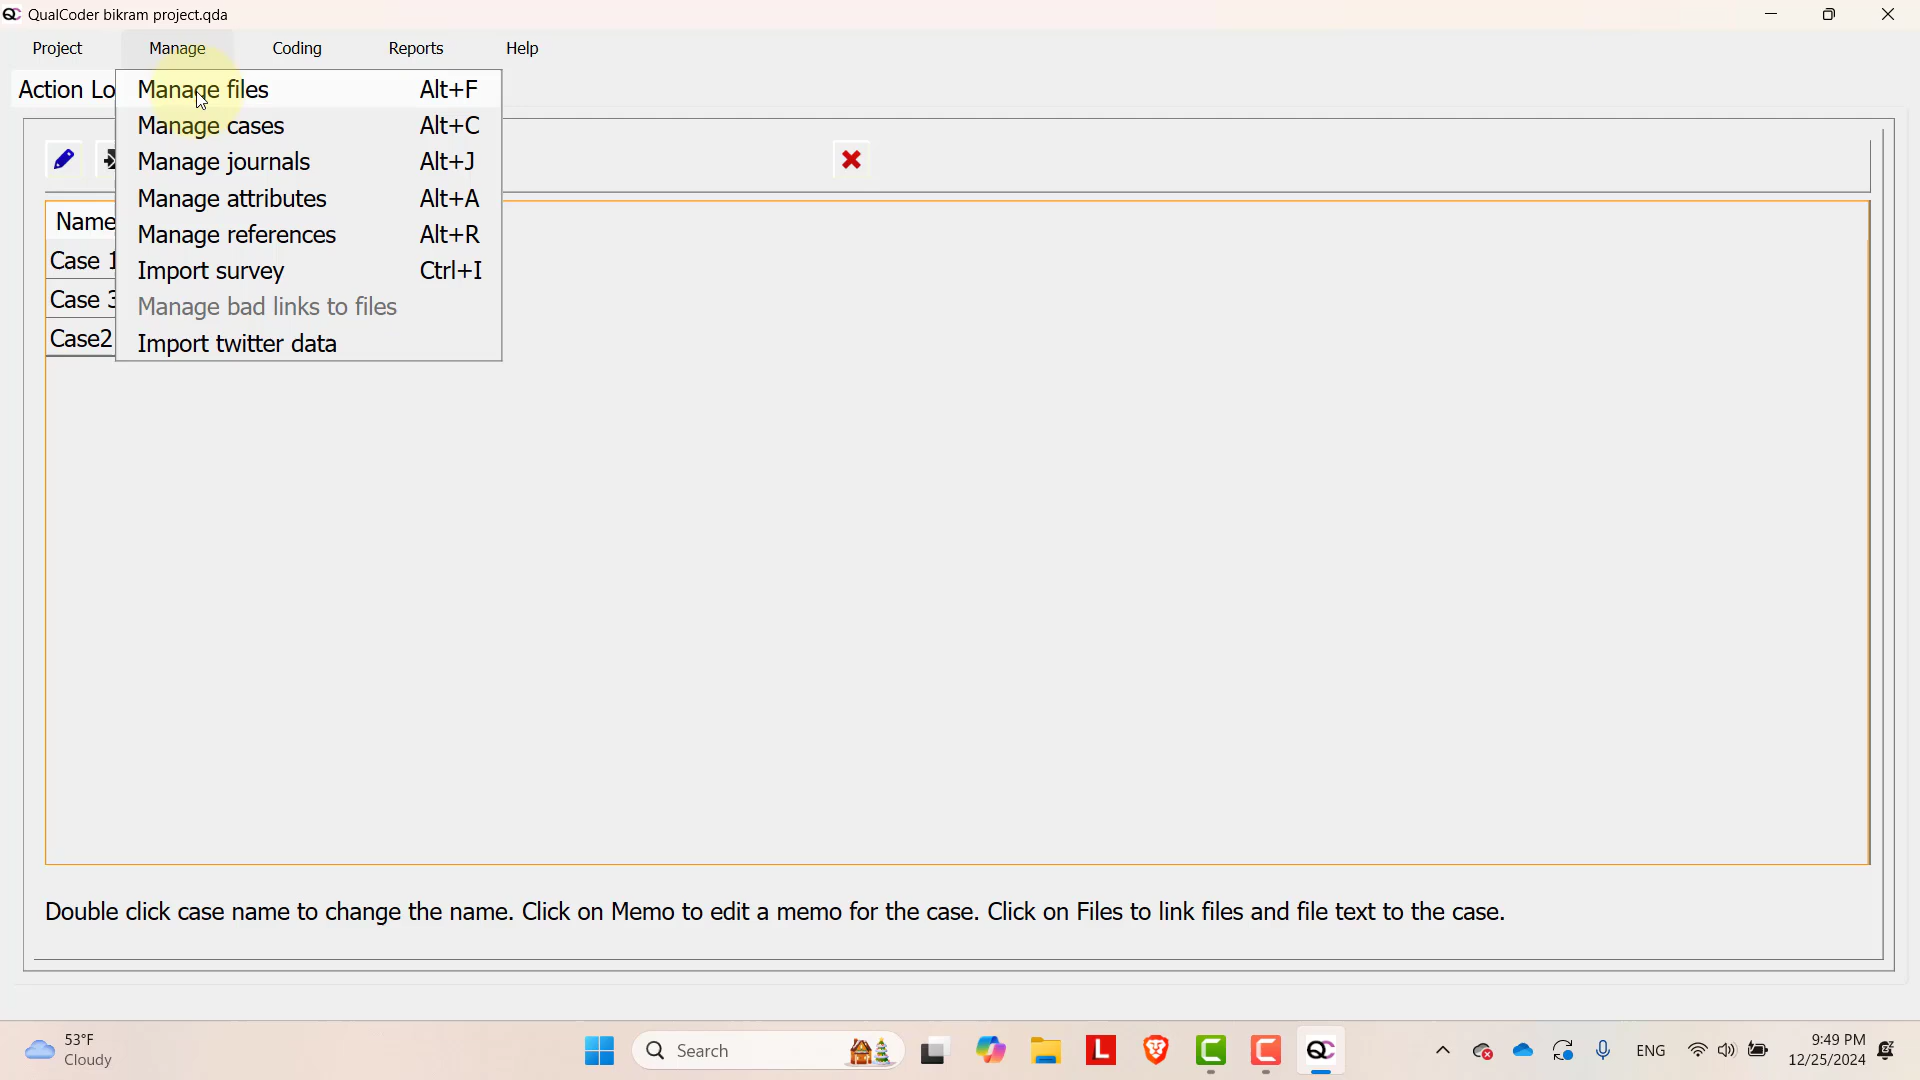 QualCoder bikram project.qda
Project Manage Coding Reports Help
Action Lo
Manage files Alt+F
Manage cases Alt+C
Manage journals Alt+J
Manage attributes Alt+A
Manage references Alt+R
Import survey Ctrl+I
Manage bad links to files
Import twitter data
Name
Case 1
Case 3
Case2
Double click case name to change the name. Click on Memo to edit a memo for the case. Click on Files to link files and file text to the case.
53°F
Cloudy
Search
ENG
9:49 PM
12/25/2024